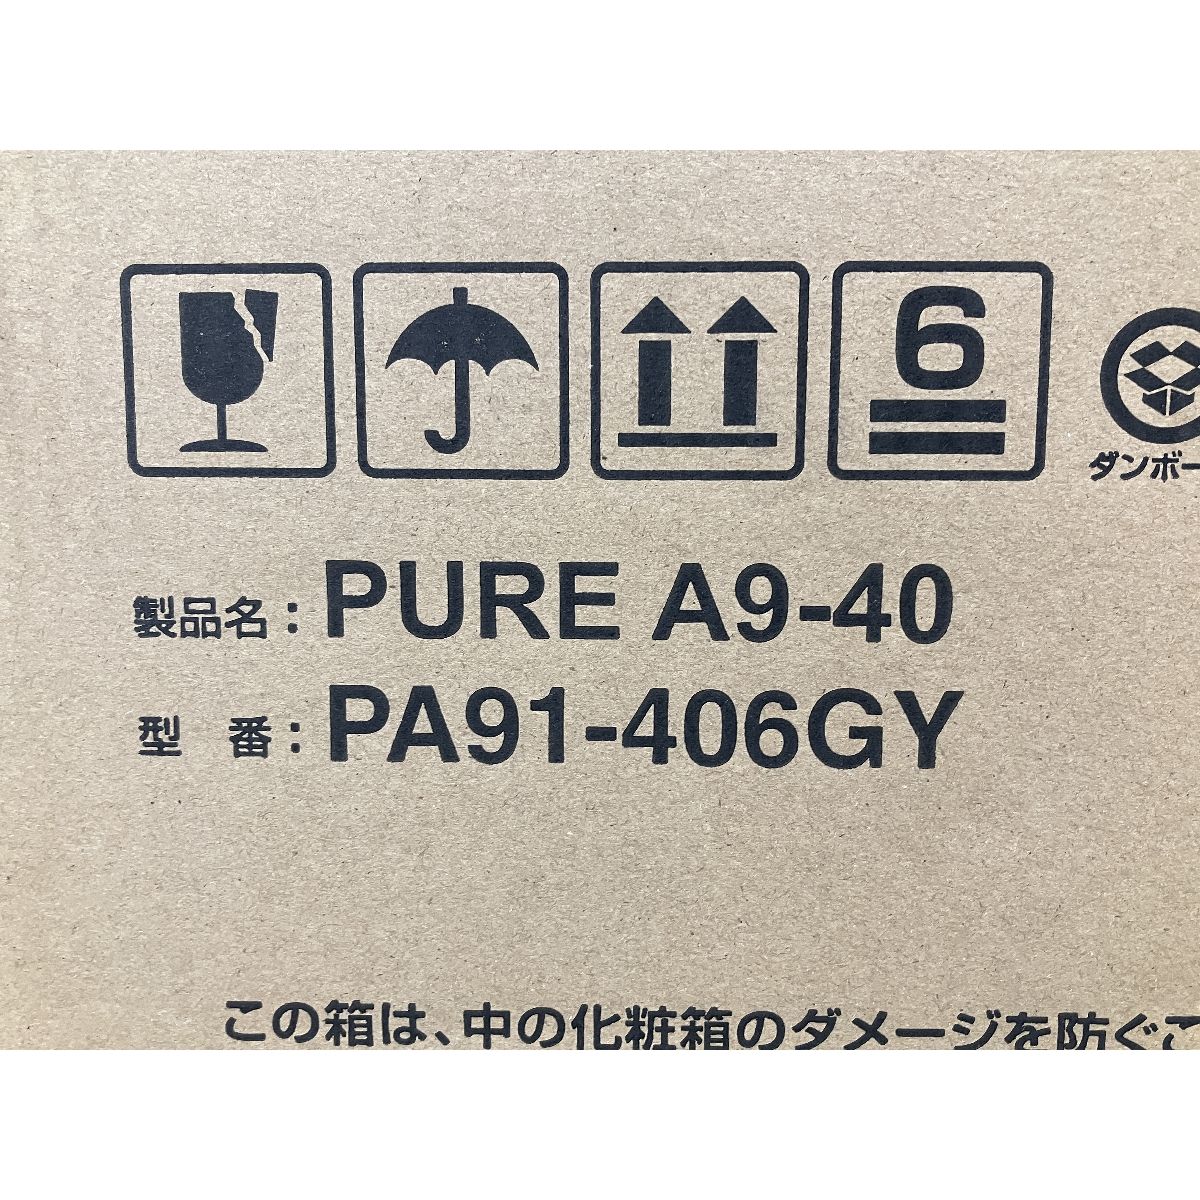 6
ダンボー
製品名：PURE A9-40
型　番：PA91-406GY
この箱は、中の化粧箱のダメージを防ぐこ